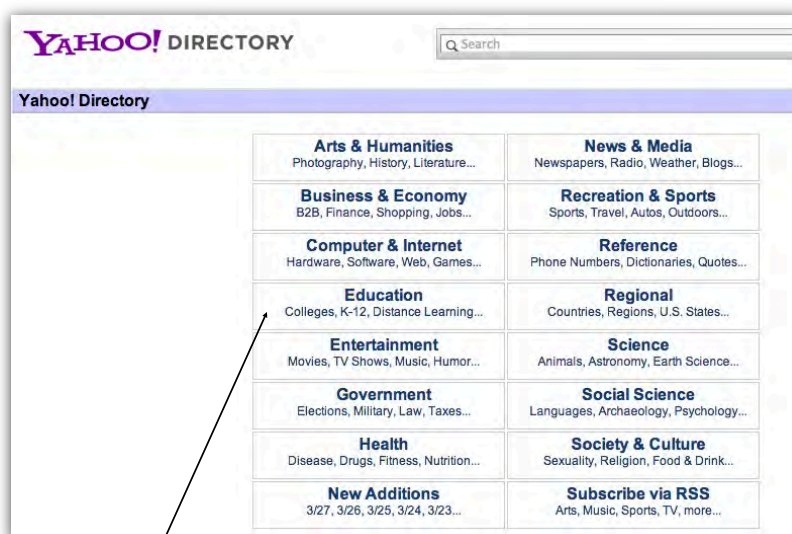 YAHOO! DIRECTORY
Search
Yahoo! Directory
Arts & Humanities
Photography, History, Literature...
News & Media
Newspapers, Radio, Weather, Blogs...
Business & Economy
B2B, Finance, Shopping, Jobs...
Recreation & Sports
Sports, Travel, Autos, Outdoors...
Computer & Internet
Hardware, Software, Web, Games...
Reference
Phone Numbers, Dictionaries, Quotes...
Education
Colleges, K-12, Distance Learning...
Regional
Countries, Regions, U.S. States...
Entertainment
Movies, TV Shows, Music, Humor...
Science
Animals, Astronomy, Earth Science...
Government
Elections, Military, Law, Taxes...
Social Science
Languages, Archaeology, Psychology...
Health
Disease, Drugs, Fitness, Nutrition...
Society & Culture
Sexuality, Religion, Food & Drink...
New Additions
3/27, 3/26, 3/25, 3/24, 3/23...
Subscribe via RSS
Arts, Music, Sports, TV, more...